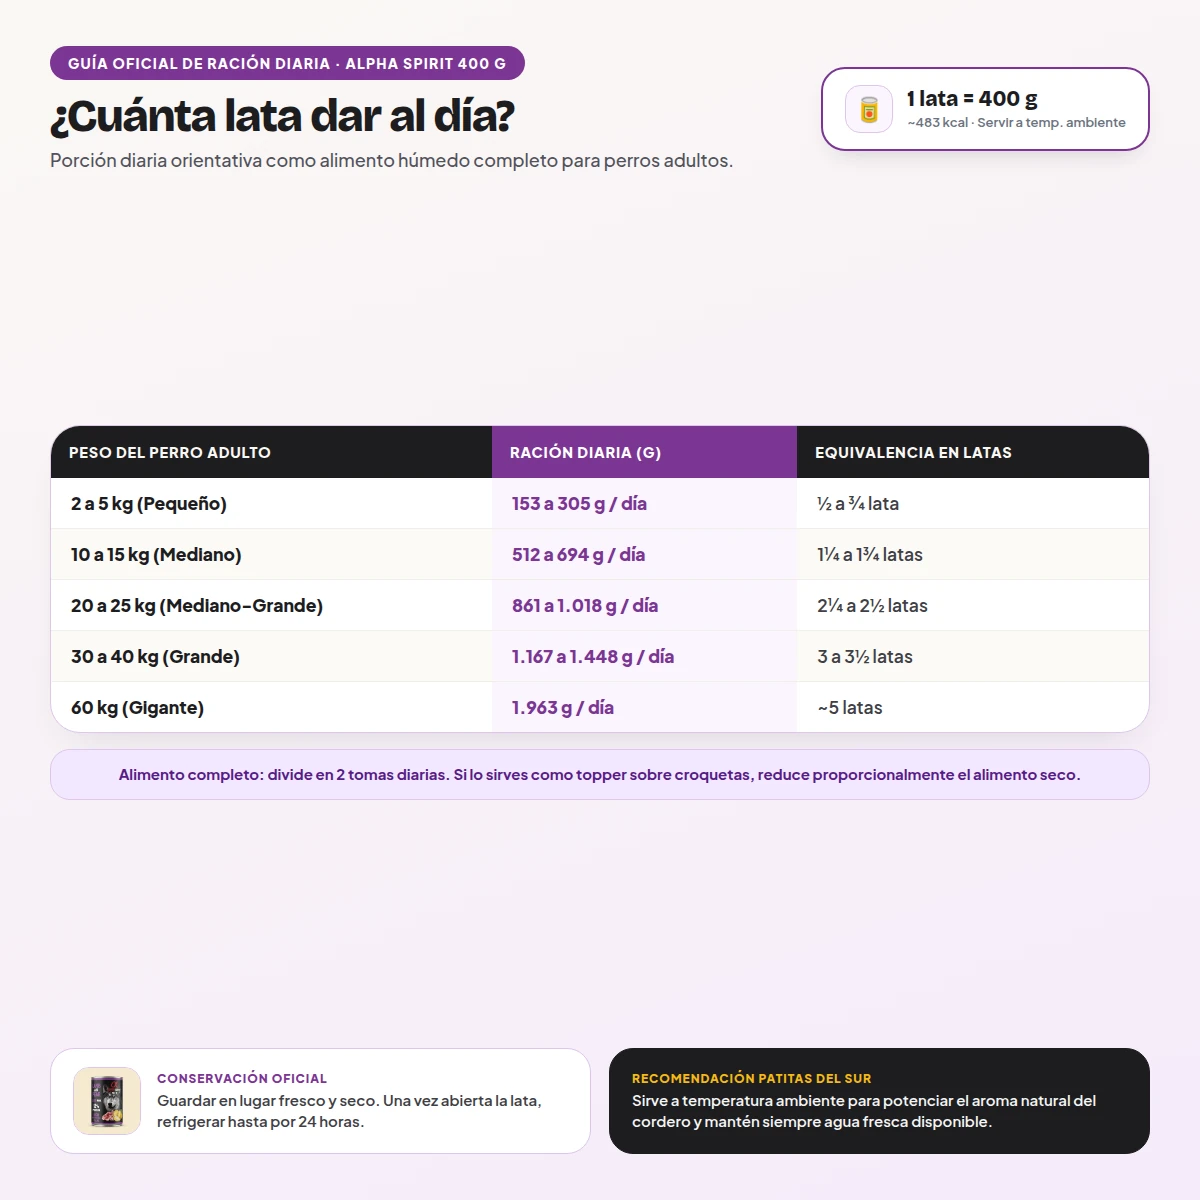 GUÍA OFICIAL DE RACIÓN DIARIA · ALPHA SPIRIT 400 G
¿Cuánta lata dar al día?
Porción diaria orientativa como alimento húmedo completo para perros adultos.
1 lata = 400 g
~483 kcal · Servir a temp. ambiente
PESO DEL PERRO ADULTO RACIÓN DIARIA (G) EQUIVALENCIA EN LATAS
2 a 5 kg (Pequeño) 153 a 305 g / día ½ a ¾ lata
10 a 15 kg (Mediano) 512 a 694 g / día 1¼ a 1¾ latas
20 a 25 kg (Mediano-Grande) 861 a 1.018 g / día 2¼ a 2½ latas
30 a 40 kg (Grande) 1.167 a 1.448 g / día 3 a 3½ latas
60 kg (Gigante) 1.963 g / día ~5 latas
Alimento completo: divide en 2 tomas diarias. Si lo sirves como topper sobre croquetas, reduce proporcionalmente el alimento seco.
CONSERVACIÓN OFICIAL
Guardar en lugar fresco y seco. Una vez abierta la lata,
refrigerar hasta por 24 horas.
RECOMENDACIÓN PATITAS DEL SUR
Sirve a temperatura ambiente para potenciar el aroma natural del
cordero y mantén siempre agua fresca disponible.